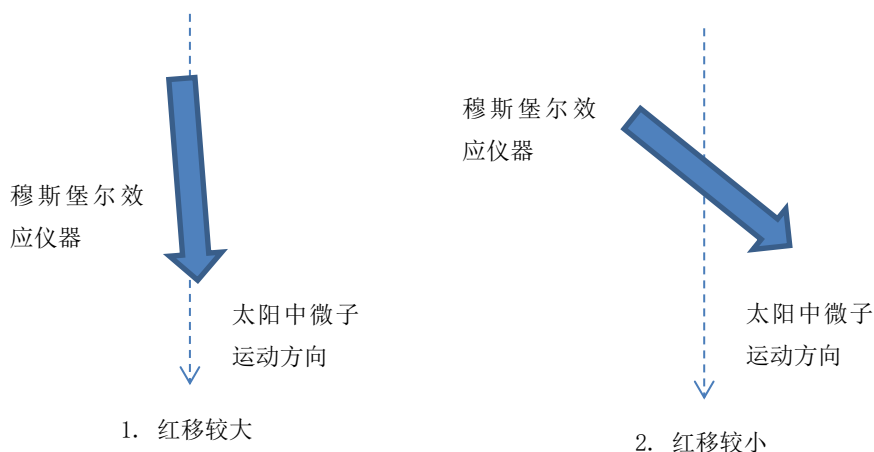 穆斯堡尔效
应仪器
太阳中微子
运动方向
1. 红移较大
穆斯堡尔效
应仪器
太阳中微子
运动方向
2. 红移较小